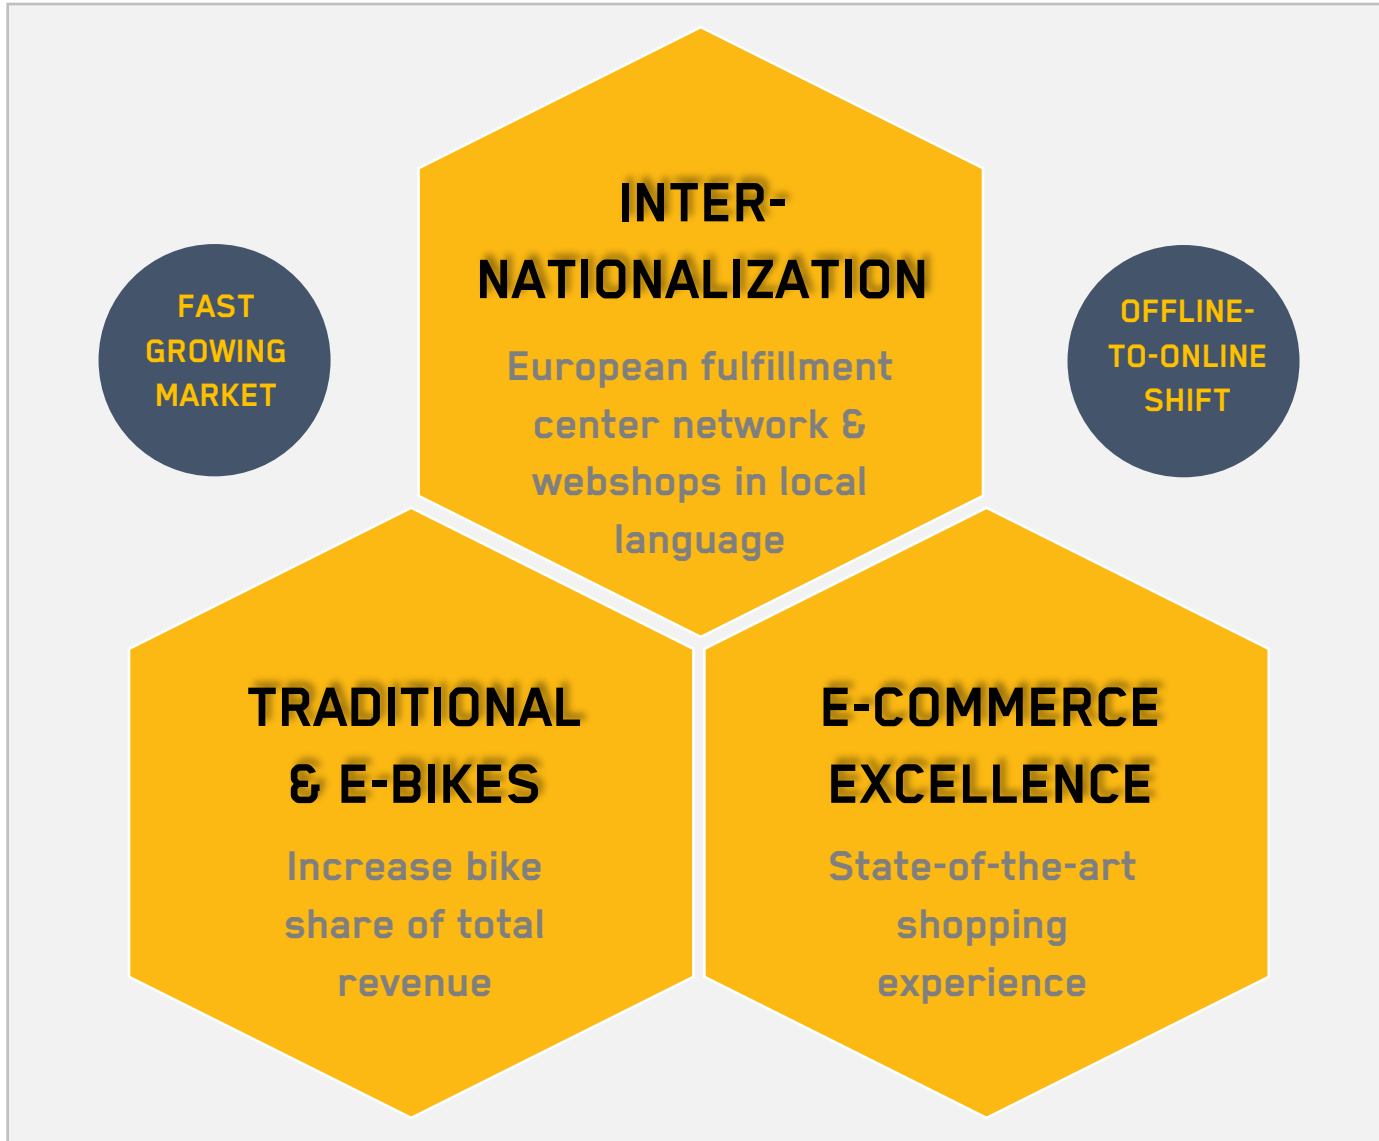 INTER-
NATIONALIZATION
European fulfillment
center network &
webshops in local
language
FAST
GROWING
MARKET
OFFLINE-
TO-ONLINE
SHIFT
TRADITIONAL
& E-BIKES
Increase bike
share of total
revenue
E-COMMERCE
EXCELLENCE
State-of-the-art
shopping
experience